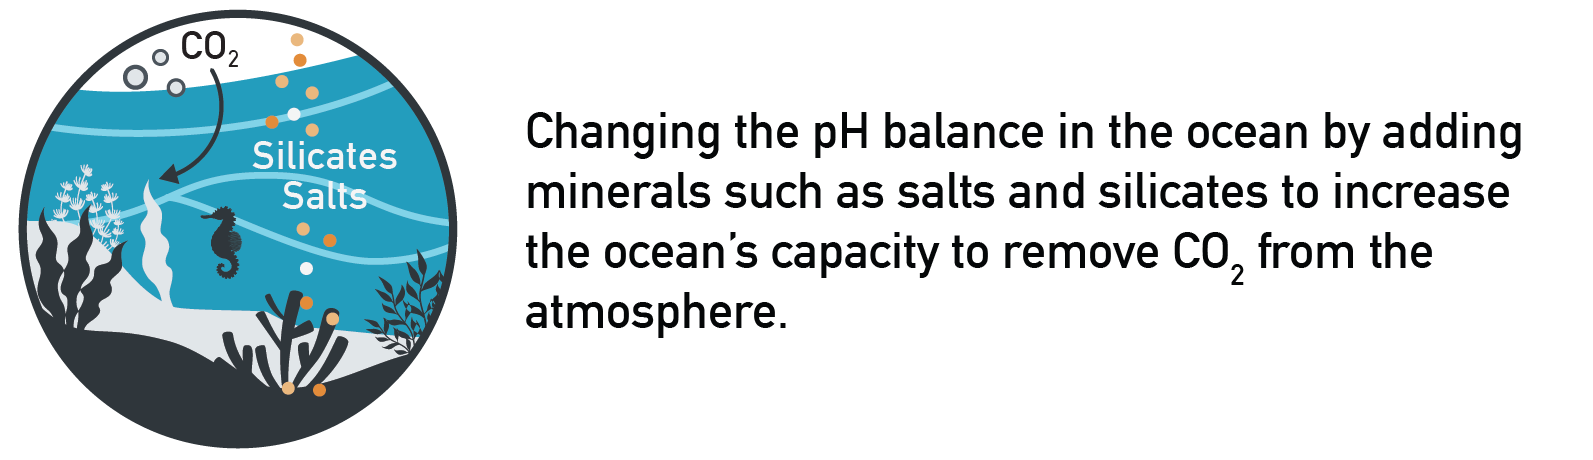 CO₂
Silicates
Salts
Changing the pH balance in the ocean by adding
minerals such as salts and silicates to increase
the ocean’s capacity to remove CO₂ from the
atmosphere.